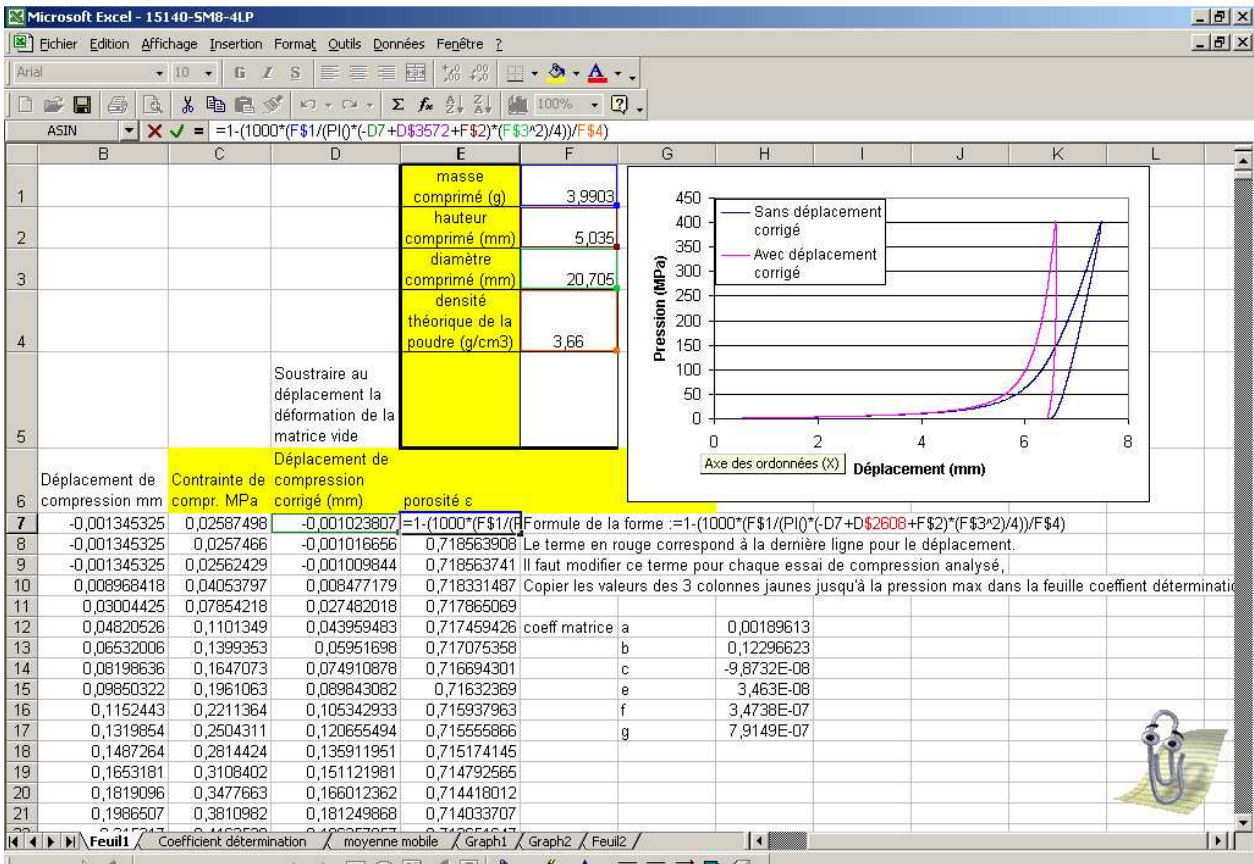 Microsoft Excel - 15140-SM8-4LP
Fichier Edition Affichage Insertion Format Outils Données Fenêtre ?
Arial 10 G I S
100%
ASIN =1-(1000*(F$1/(PI()*(-D7+D$3572+F$2)*(F$3^2)/4))/F$4)
B C D E F G H I J K L
1 masse comprimé (g) 3,9903
2 hauteur comprimé (mm) 5,035
3 diamètre comprimé (mm) 20,705
4 densité théorique de la poudre (g/cm3) 3,66
5 Soustraire au déplacement la déformation de la matrice vide
6 Déplacement de compression mm Contrainte de compr. MPa Déplacement de compression corrigé (mm) porosité ε
450
400
350
300
250
200
150
100
50
0
Pression (MPa)
Sans déplacement corrigé
Avec déplacement corrigé
0 2 4 6 8
Axe des ordonnées (X) Déplacement (mm)
7 -0,001345325 0,02587498 -0,001023807 =1-(1000*(F$1/(F Formule de la forme :=1-(1000*(F$1/(PI()*(-D7+D$2608+F$2)*(F$3^2)/4))/F$4)
8 -0,001345325 0,0257466 -0,001016656 0,718563908 Le terme en rouge correspond à la dernière ligne pour le déplacement.
9 -0,001345325 0,02562429 -0,001009844 0,718563741 Il faut modifier ce terme pour chaque essai de compression analysé,
10 0,008968418 0,04053797 0,008477179 0,718331487 Copier les valeurs des 3 colonnes jaunes jusqu'à la pression max dans la feuille coeffient déterminatio
11 0,03004425 0,07854218 0,027482018 0,717865069
12 0,04820526 0,1101349 0,043959483 0,717459426 coeff matrice a 0,00189613
13 0,06532006 0,1399353 0,05951698 0,717075358 b 0,12296623
14 0,08198636 0,1647073 0,074910878 0,716694301 c -9,8732E-08
15 0,09850322 0,1961063 0,089843082 0,71632369 e 3,463E-08
16 0,1152443 0,2211364 0,105342933 0,715937963 f 3,4738E-07
17 0,1319854 0,2504311 0,120655494 0,715555866 g 7,9149E-07
18 0,1487264 0,2814424 0,135911951 0,715174145
19 0,1653181 0,3108402 0,151121981 0,714792565
20 0,1819096 0,3477663 0,166012362 0,714418012
21 0,1986507 0,3810982 0,181249868 0,714033707
Feuil1 Coefficient détermination moyenne mobile Graph1 Graph2 Feuil2